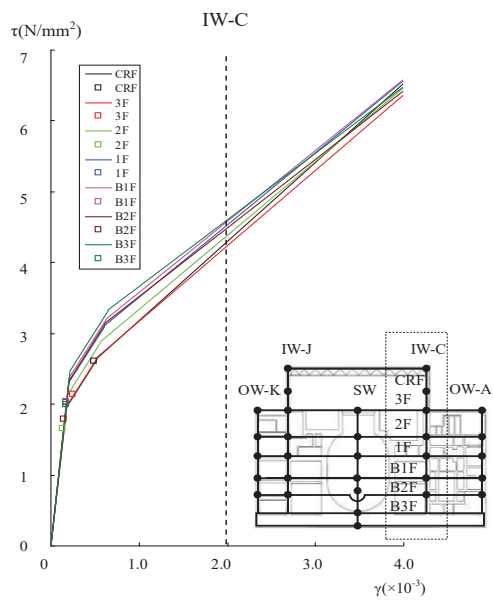 IW-C
τ(N/mm²)
7
6
5
4
3
2
1
0
CRF
CRF
3F
3F
2F
2F
1F
1F
B1F
B1F
B2F
B2F
B3F
B3F
IW-J
IW-C
OW-K
SW
CRF
OW-A
3F
2F
1F
B1F
B2F
B3F
0 1.0 2.0 3.0 4.0
γ(×10⁻³)